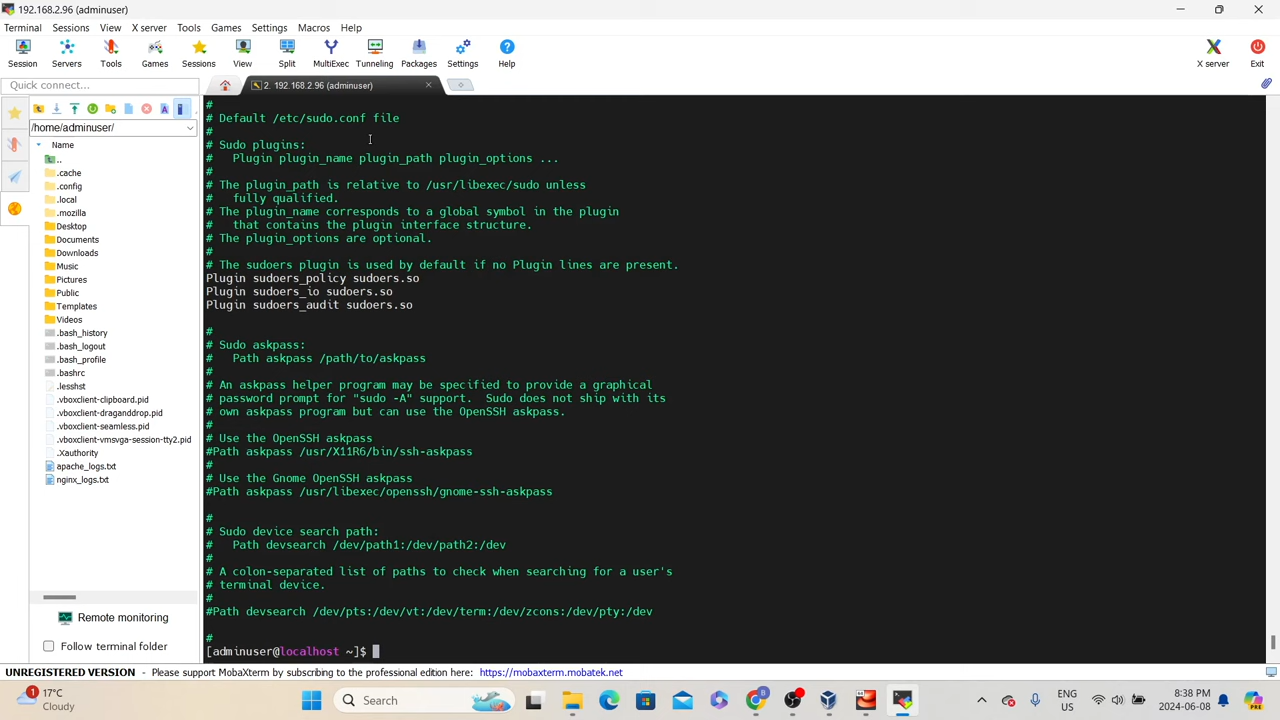 192.168.2.96 (adminuser)
Terminal Sessions View X server Tools Games Settings Macros Help
Session Servers Tools Games Sessions View Split MultiExec Tunneling Packages Settings Help X server Exit
Quick connect...
2. 192.168.2.96 (adminuser)
/home/adminuser/
Name
..
.cache
.config
.local
.mozilla
Desktop
Documents
Downloads
Music
Pictures
Public
Templates
Videos
.bash_history
.bash_logout
.bash_profile
.bashrc
.lesshst
.vboxclient-clipboard.pid
.vboxclient-draganddrop.pid
.vboxclient-seamless.pid
.vboxclient-vmsvga-session-tty2.pid
.Xauthority
apache_logs.txt
nginx_logs.txt
Remote monitoring
Follow terminal folder
#
# Default /etc/sudo.conf file
#
# Sudo plugins:
#   Plugin plugin_name plugin_path plugin_options ...
#
# The plugin_path is relative to /usr/libexec/sudo unless
#   fully qualified.
# The plugin_name corresponds to a global symbol in the plugin
#   that contains the plugin interface structure.
# The plugin_options are optional.
#
# The sudoers plugin is used by default if no Plugin lines are present.
Plugin sudoers_policy sudoers.so
Plugin sudoers_io sudoers.so
Plugin sudoers_audit sudoers.so
#
# Sudo askpass:
#   Path askpass /path/to/askpass
#
# An askpass helper program may be specified to provide a graphical
# password prompt for "sudo -A" support.  Sudo does not ship with its
# own askpass program but can use the OpenSSH askpass.
#
# Use the OpenSSH askpass
#Path askpass /usr/X11R6/bin/ssh-askpass
#
# Use the Gnome OpenSSH askpass
#Path askpass /usr/libexec/openssh/gnome-ssh-askpass
#
# Sudo device search path:
#   Path devsearch /dev/path1:/dev/path2:/dev
#
# A colon-separated list of paths to check when searching for a user's
# terminal device.
#
#Path devsearch /dev/pts:/dev/vt:/dev/term:/dev/zcons:/dev/pty:/dev
#
[adminuser@localhost ~]$
UNREGISTERED VERSION - Please support MobaXterm by subscribing to the professional edition here: https://mobaxterm.mobatek.net
1
17°C
Cloudy
Search
ENG
US
8:38 PM
2024-06-08